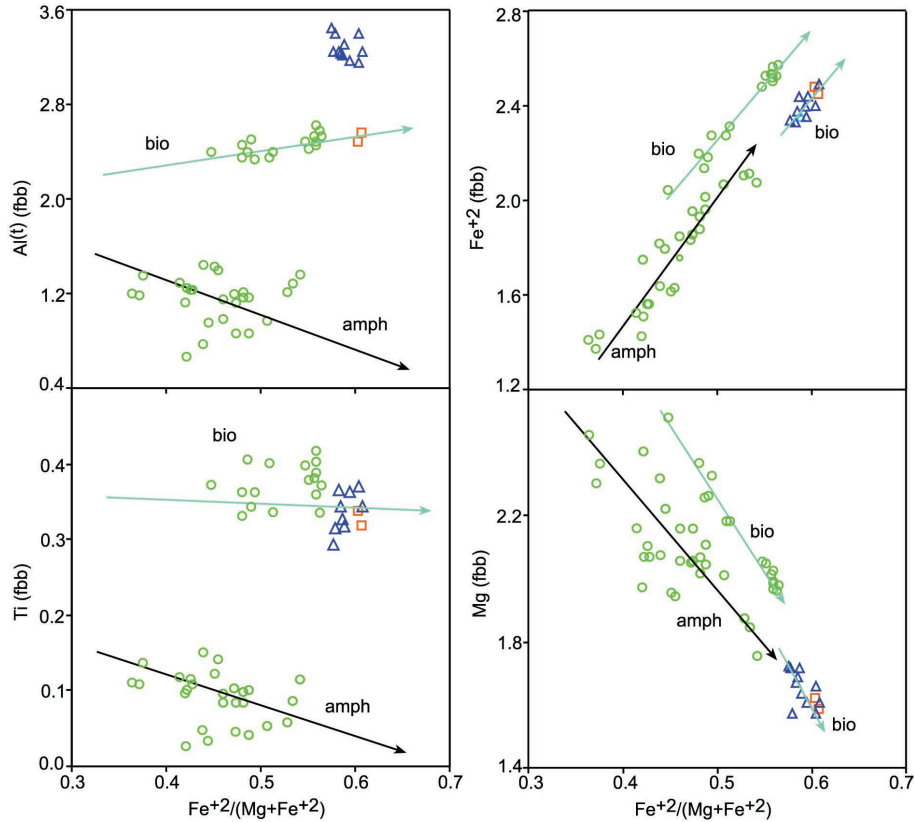 3.6
2.8
2.0
1.2
0.4
Al(t) (fbb)
bio
amph
2.8
2.4
2.0
1.6
1.2
Fe+2 (fbb)
bio
bio
amph
0.4
0.3
0.2
0.1
0.0
Ti (fbb)
bio
amph
0.3 0.4 0.5 0.6 0.7
Fe+2/(Mg+Fe+2)
2.2
1.8
1.4
Mg (fbb)
bio
amph
bio
0.3 0.4 0.5 0.6 0.7
Fe+2/(Mg+Fe+2)